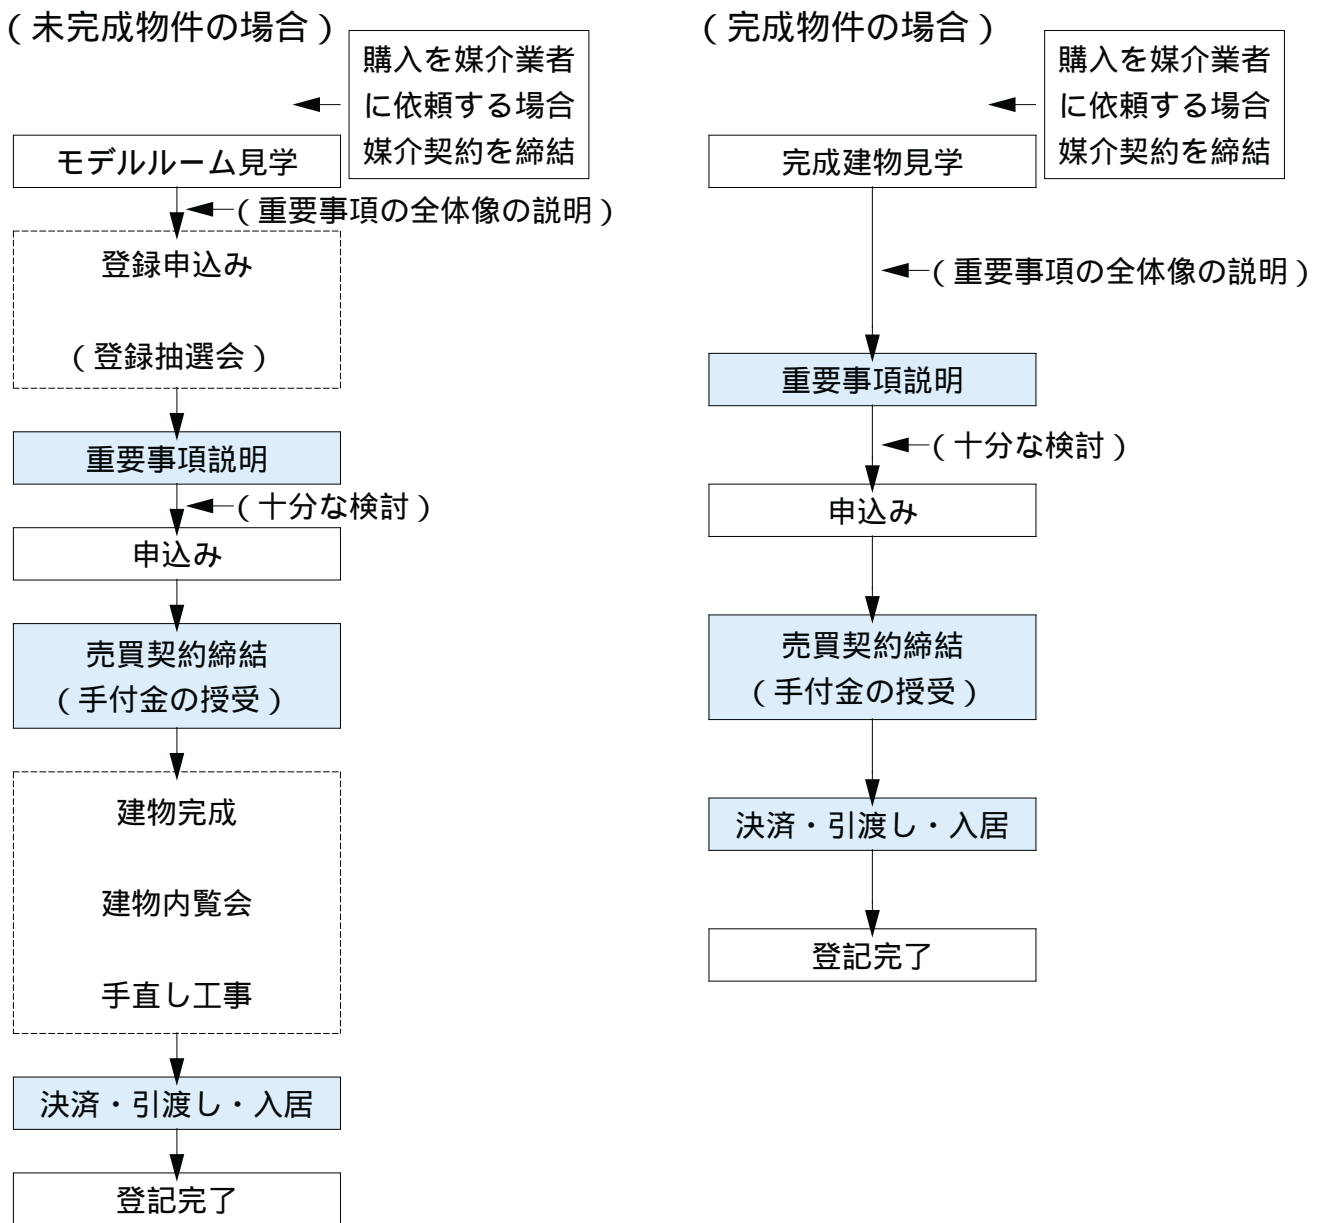 （未完成物件の場合）
購入を媒介業者
に依頼する場合
媒介契約を締結
モデルルーム見学
（重要事項の全体像の説明）
登録申込み
（登録抽選会）
重要事項説明
（十分な検討）
申込み
売買契約締結
（手付金の授受）
建物完成
建物内覧会
手直し工事
決済・引渡し・入居
登記完了
（完成物件の場合）
購入を媒介業者
に依頼する場合
媒介契約を締結
完成建物見学
（重要事項の全体像の説明）
重要事項説明
（十分な検討）
申込み
売買契約締結
（手付金の授受）
決済・引渡し・入居
登記完了